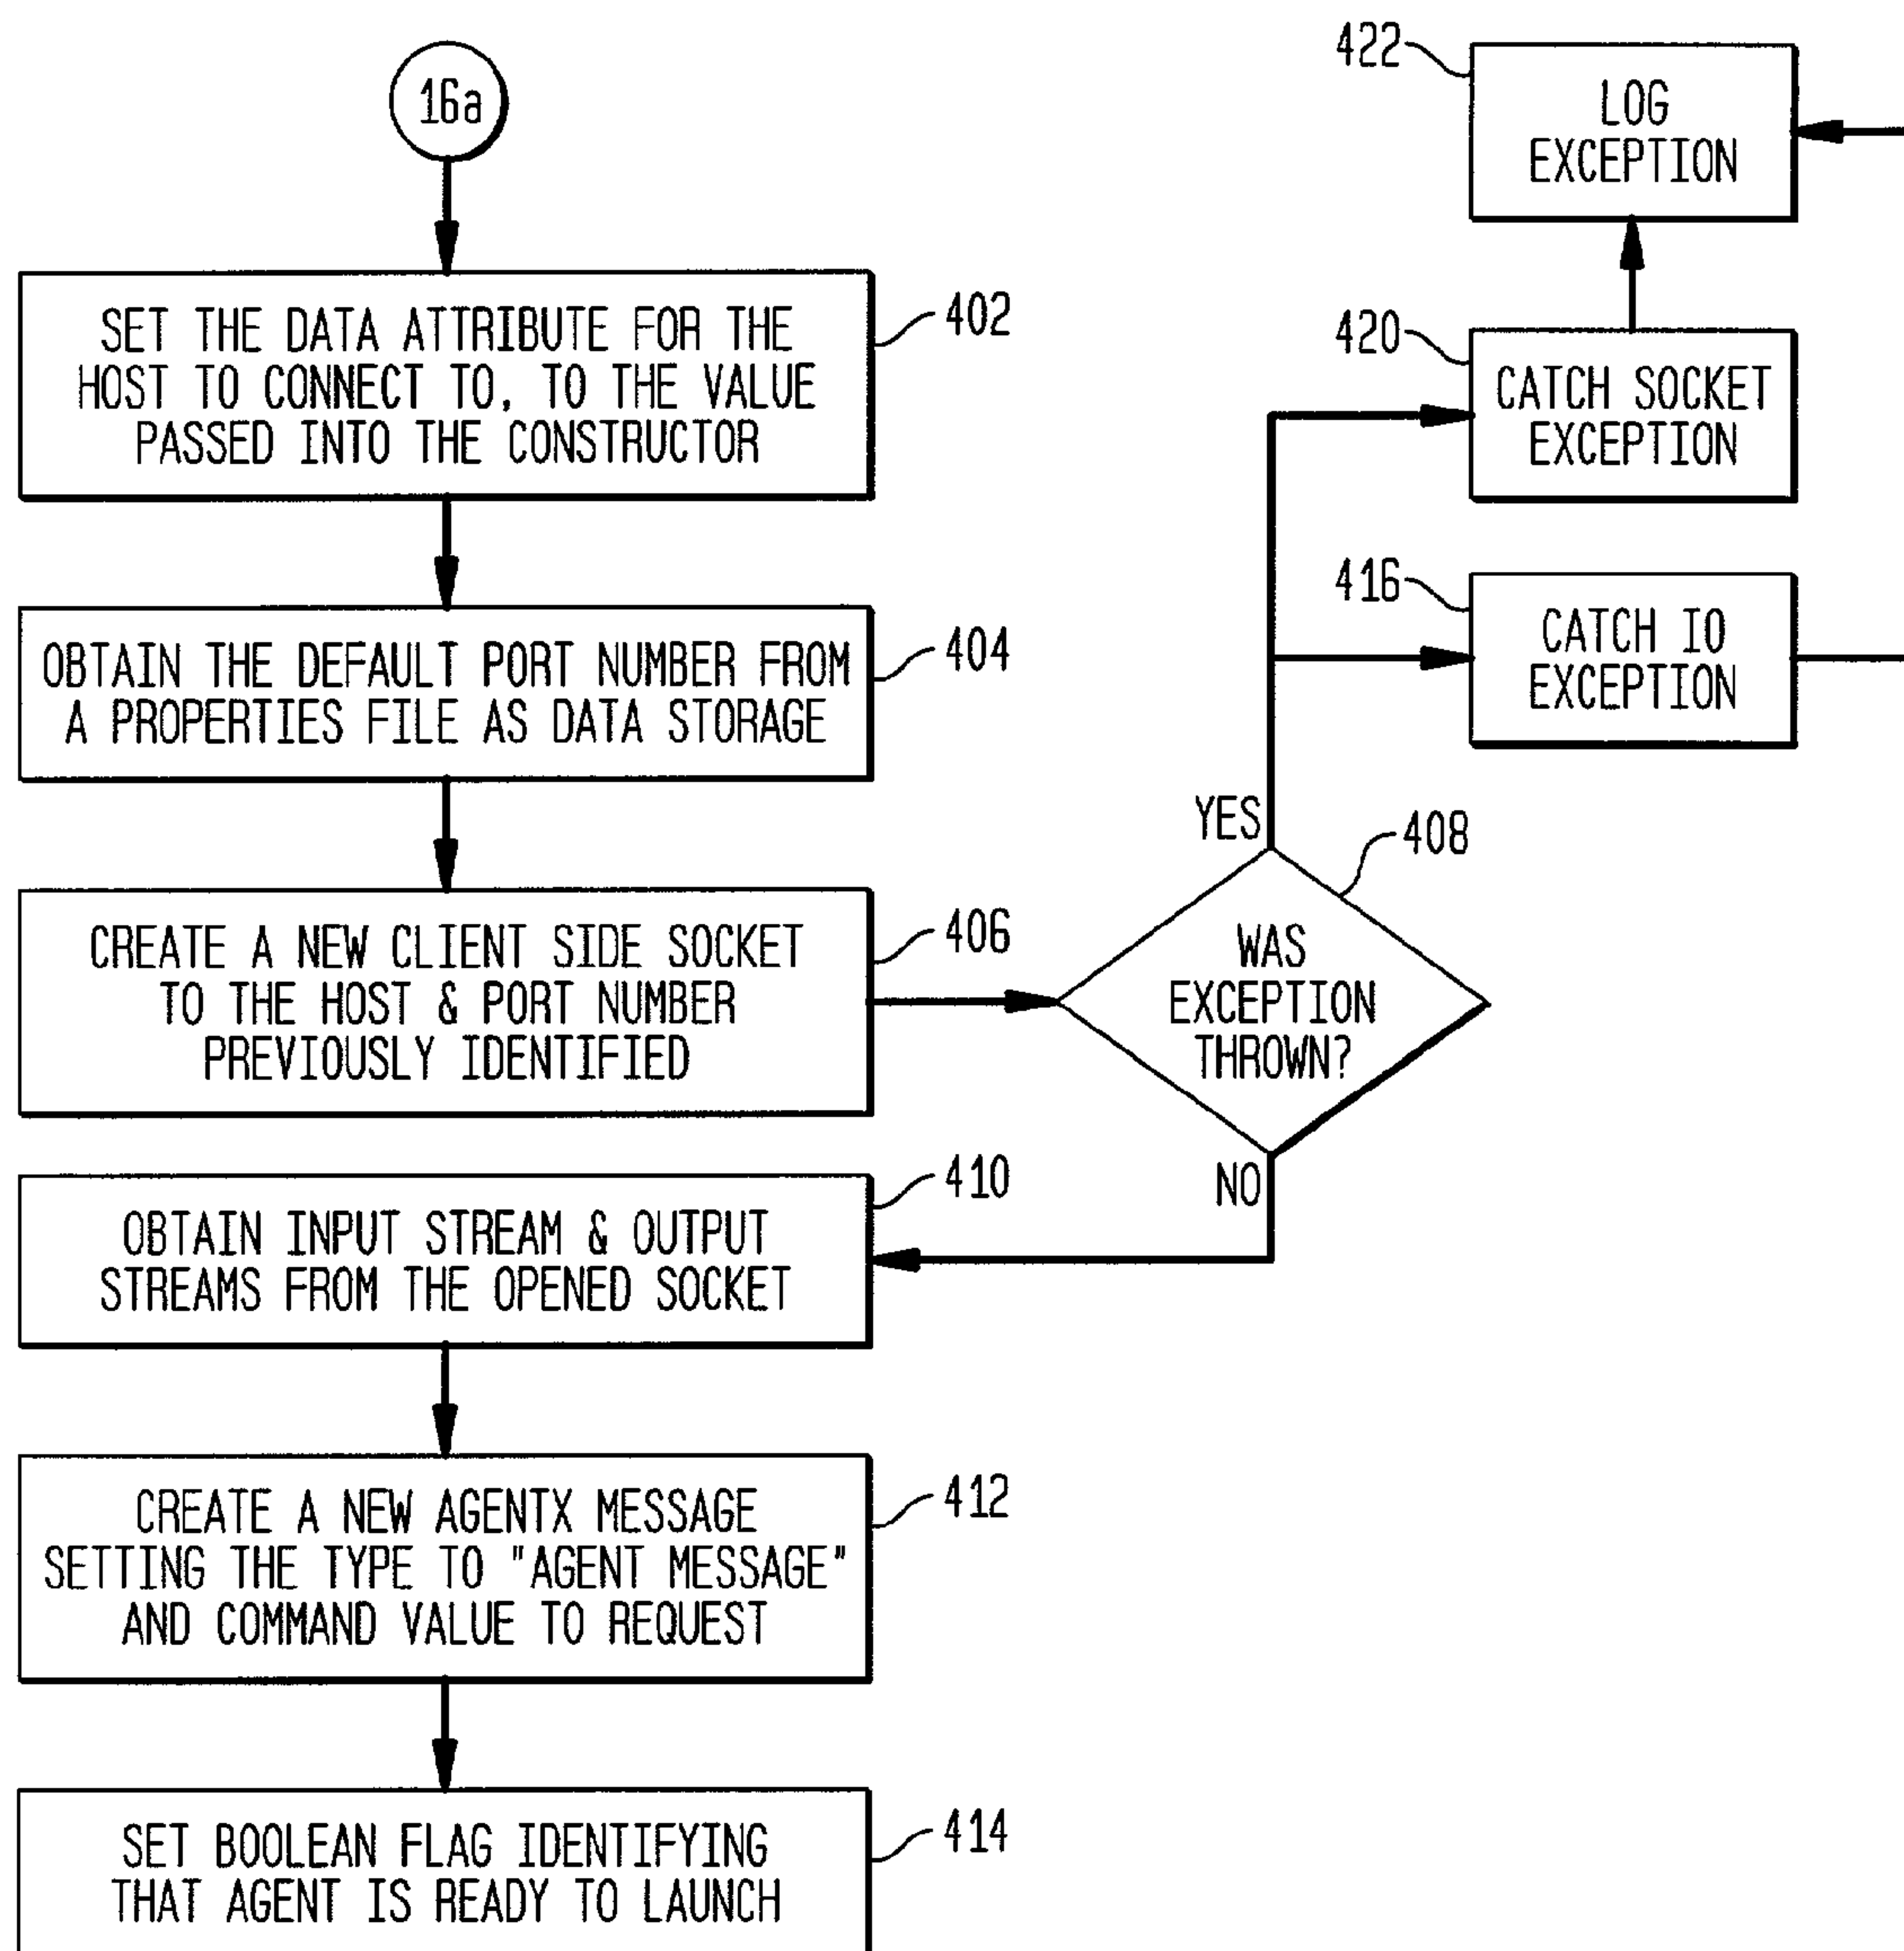 16a
SET THE DATA ATTRIBUTE FOR THE
HOST TO CONNECT TO, TO THE VALUE
PASSED INTO THE CONSTRUCTOR
402
OBTAIN THE DEFAULT PORT NUMBER FROM
A PROPERTIES FILE AS DATA STORAGE
404
CREATE A NEW CLIENT SIDE SOCKET
TO THE HOST & PORT NUMBER
PREVIOUSLY IDENTIFIED
406
WAS
EXCEPTION
THROWN?
408
YES
NO
422
LOG
EXCEPTION
420
CATCH SOCKET
EXCEPTION
416
CATCH IO
EXCEPTION
OBTAIN INPUT STREAM & OUTPUT
STREAMS FROM THE OPENED SOCKET
410
CREATE A NEW AGENTX MESSAGE
SETTING THE TYPE TO "AGENT MESSAGE"
AND COMMAND VALUE TO REQUEST
412
SET BOOLEAN FLAG IDENTIFYING
THAT AGENT IS READY TO LAUNCH
414